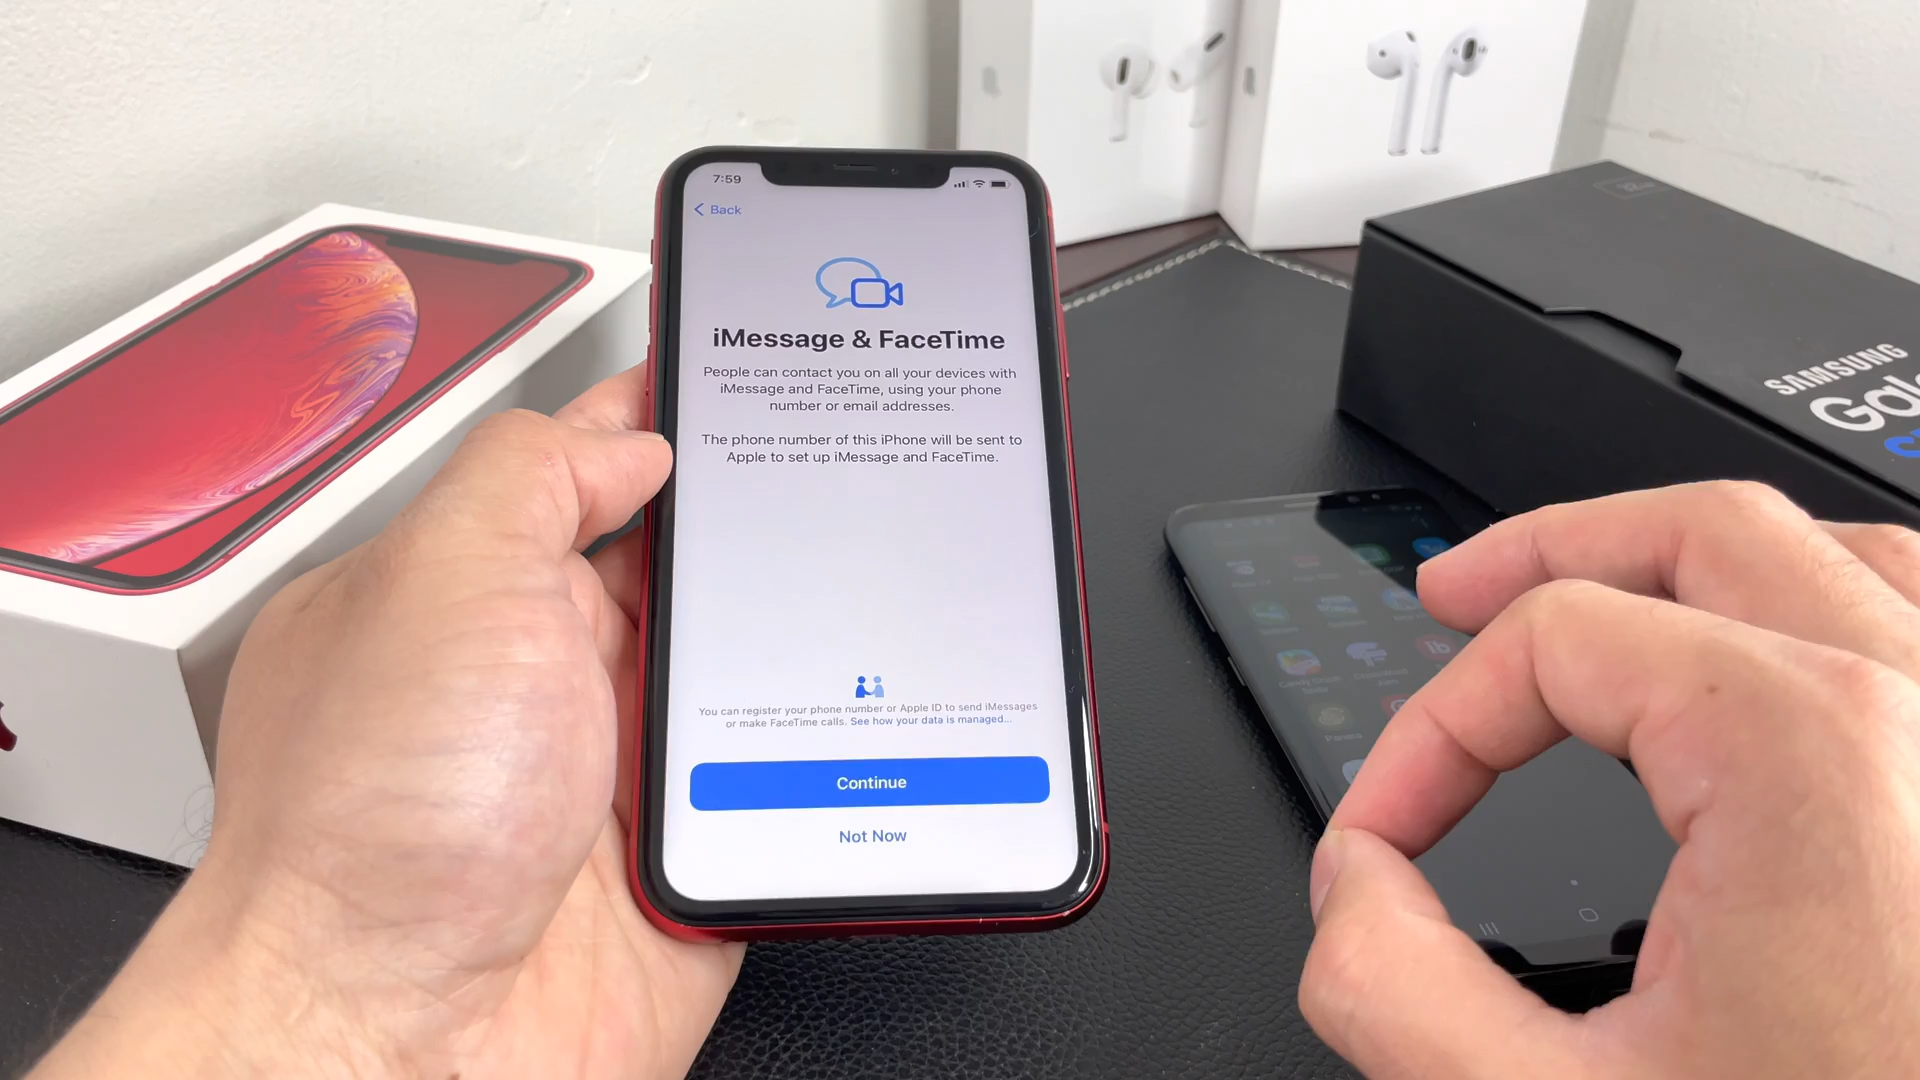 7:59
Back
iMessage & FaceTime
People can contact you on all your devices with
iMessage and FaceTime, using your phone
number or email addresses.
The phone number of this iPhone will be sent to
Apple to set up iMessage and FaceTime.
You can register your phone number or Apple ID to send iMessages
or make FaceTime calls. See how your data is managed...
Continue
Not Now
SAMSUNG